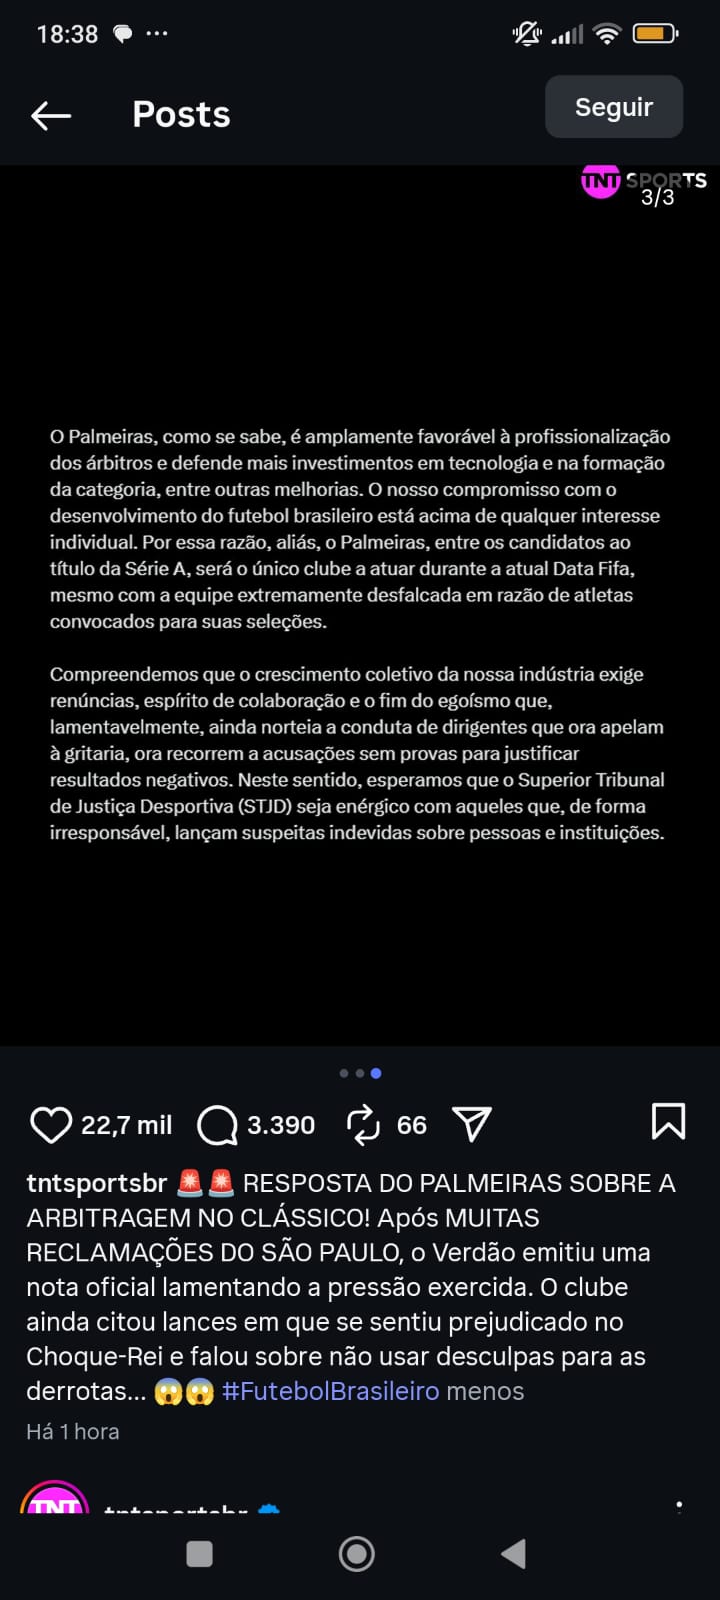 18:38
Posts
Seguir
TNT SPORTS
3/3
O Palmeiras, como se sabe, é amplamente favorável à profissionalização
dos árbitros e defende mais investimentos em tecnologia e na formação
da categoria, entre outras melhorias. O nosso compromisso com o
desenvolvimento do futebol brasileiro está acima de qualquer interesse
individual. Por essa razão, aliás, o Palmeiras, entre os candidatos ao
título da Série A, será o único clube a atuar durante a atual Data Fifa,
mesmo com a equipe extremamente desfalcada em razão de atletas
convocados para suas seleções.
Compreendemos que o crescimento coletivo da nossa indústria exige
renúncias, espírito de colaboração e o fim do egoísmo que,
lamentavelmente, ainda norteia a conduta de dirigentes que ora apelam
à gritaria, ora recorrem a acusações sem provas para justificar
resultados negativos. Neste sentido, esperamos que o Superior Tribunal
de Justiça Desportiva (STJD) seja enérgico com aqueles que, de forma
irresponsável, lançam suspeitas indevidas sobre pessoas e instituições.
22,7 mil 3.390 66
tntsportsbr 🚨🚨 RESPOSTA DO PALMEIRAS SOBRE A
ARBITRAGEM NO CLÁSSICO! Após MUITAS
RECLAMAÇÕES DO SÃO PAULO, o Verdão emitiu uma
nota oficial lamentando a pressão exercida. O clube
ainda citou lances em que se sentiu prejudicado no
Choque-Rei e falou sobre não usar desculpas para as
derrotas... 😱😱 #FutebolBrasileiro menos
Há 1 hora
TNT tntsportsbr